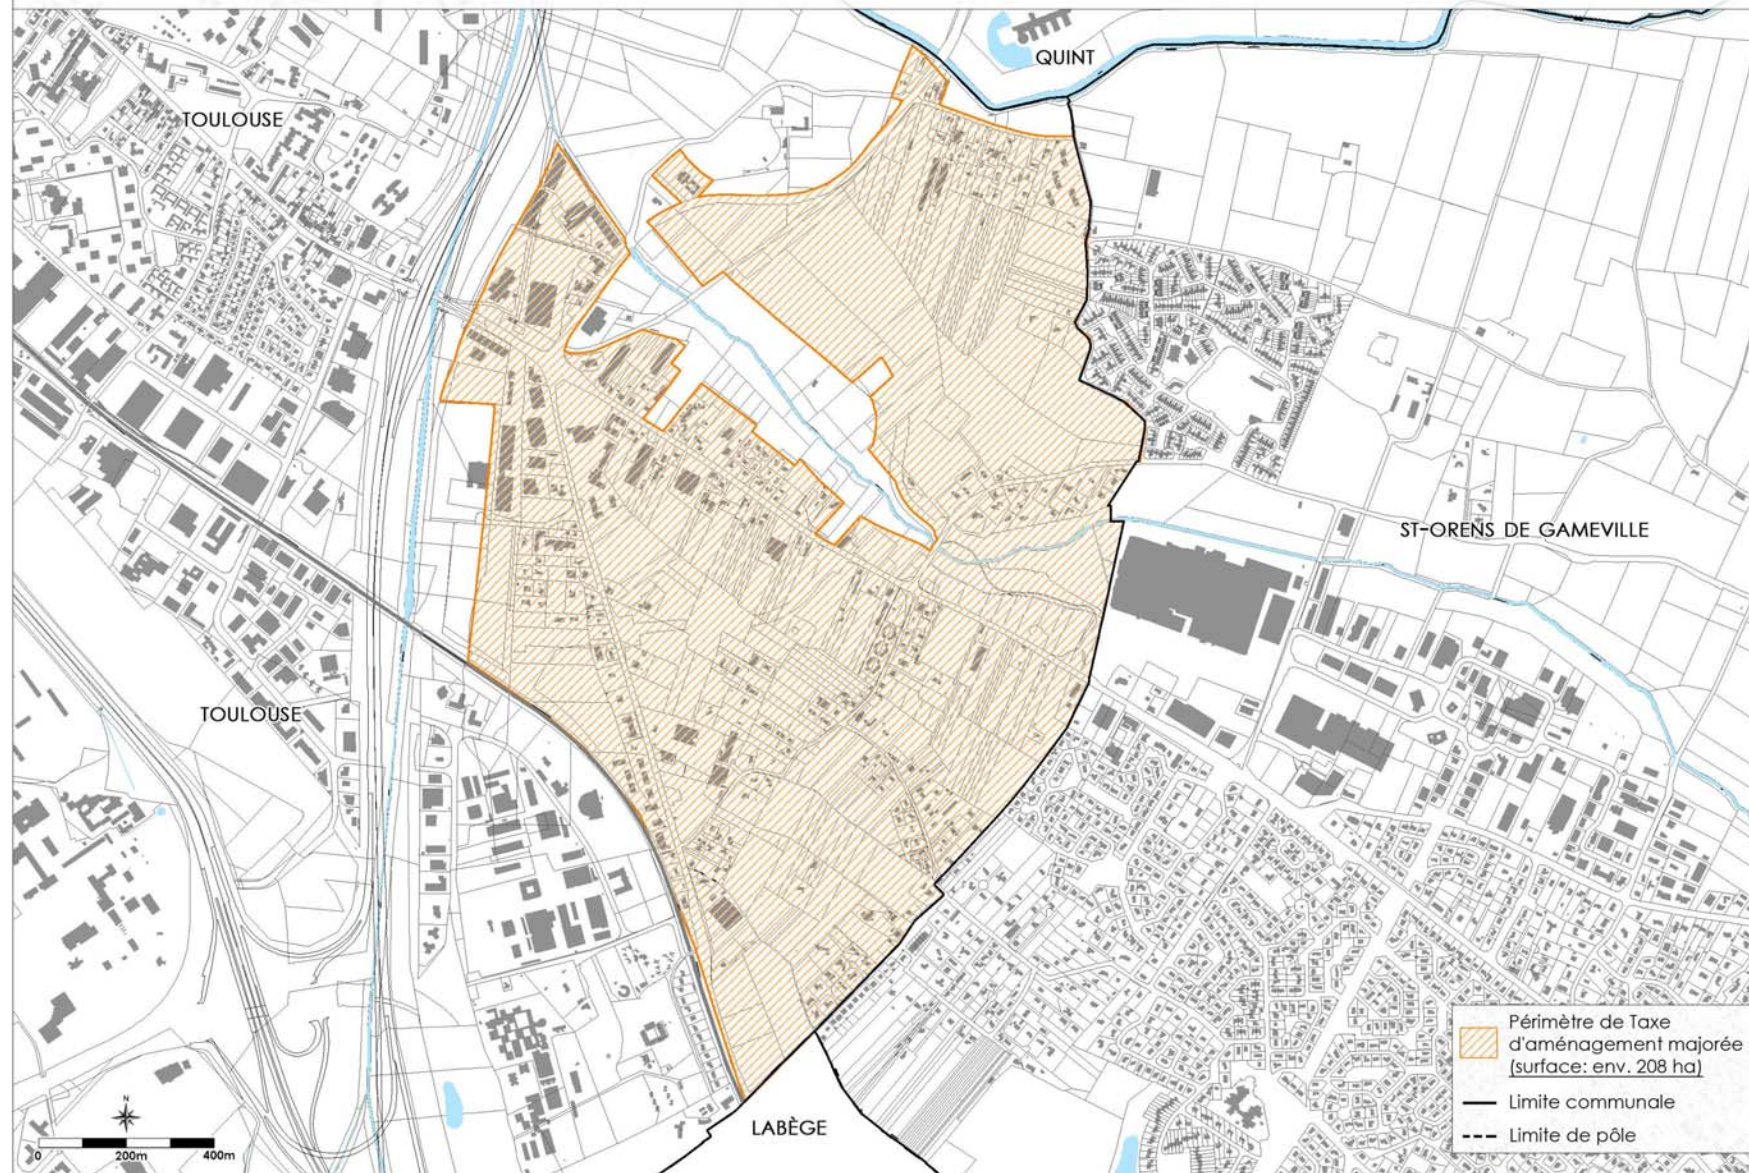 QUINT
TOULOUSE
ST-ORENS DE GAMEVILLE
TOULOUSE
LABÈGE
Périmètre de Taxe
d'aménagement majorée
(surface: env. 208 ha)
Limite communale
Limite de pôle
N
0 200m 400m